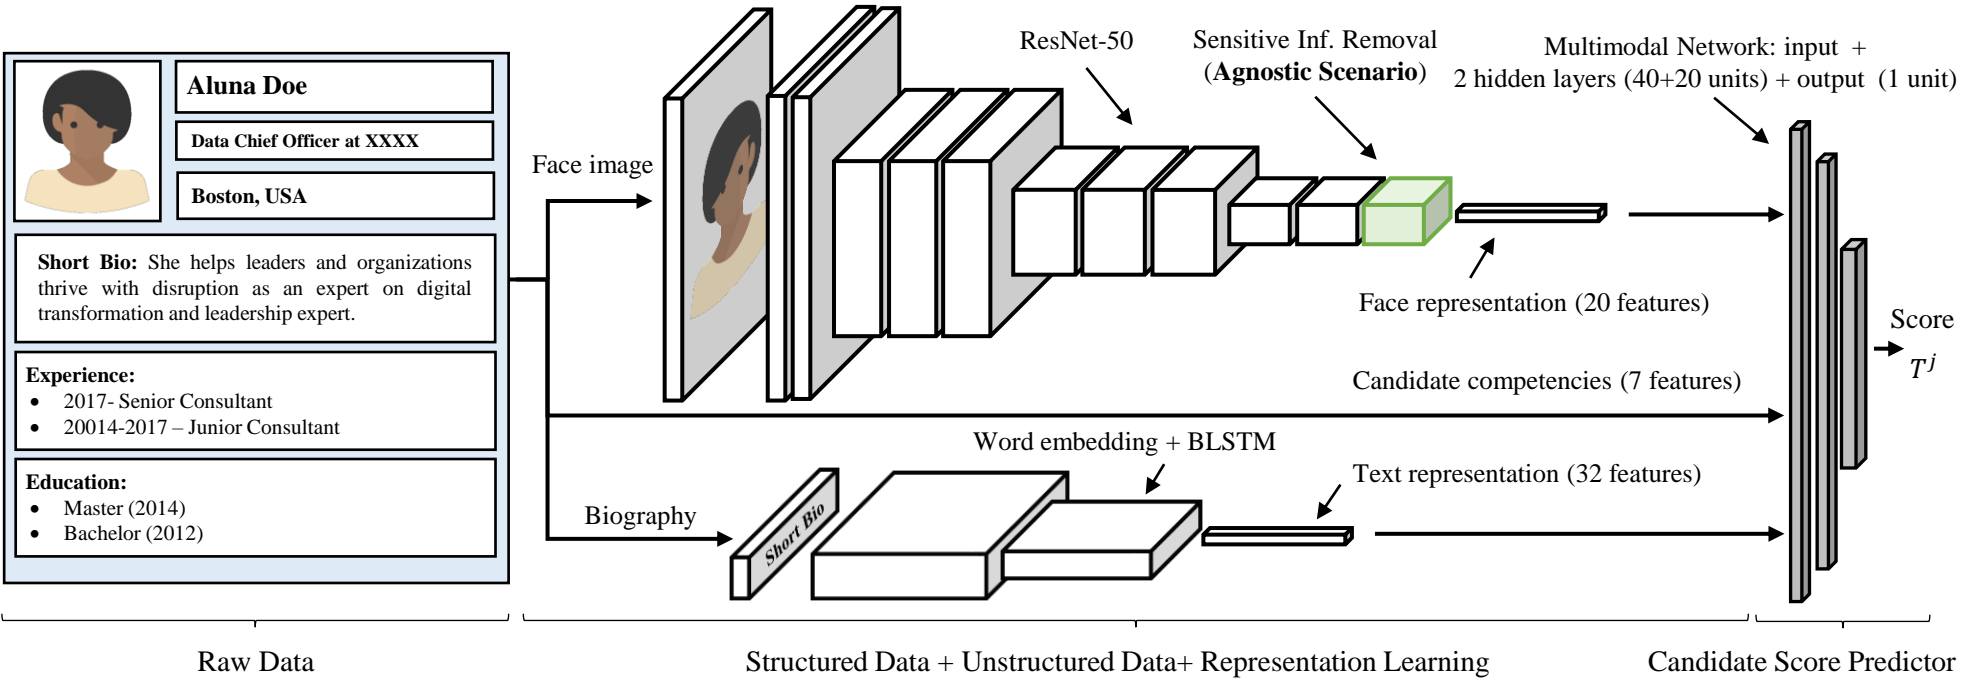 Aluna Doe
Data Chief Officer at XXXX
Boston, USA
Short Bio: She helps leaders and organizations
thrive with disruption as an expert on digital
transformation and leadership expert.
Experience:
• 2017- Senior Consultant
• 20014-2017 – Junior Consultant
Education:
• Master (2014)
• Bachelor (2012)
Raw Data
Face image
ResNet-50
Sensitive Inf. Removal
(Agnostic Scenario)
Face representation (20 features)
Candidate competencies (7 features)
Biography
Short Bio
Word embedding + BLSTM
Text representation (32 features)
Structured Data + Unstructured Data+ Representation Learning
Multimodal Network: input +
2 hidden layers (40+20 units) + output (1 unit)
Score
T^j
Candidate Score Predictor